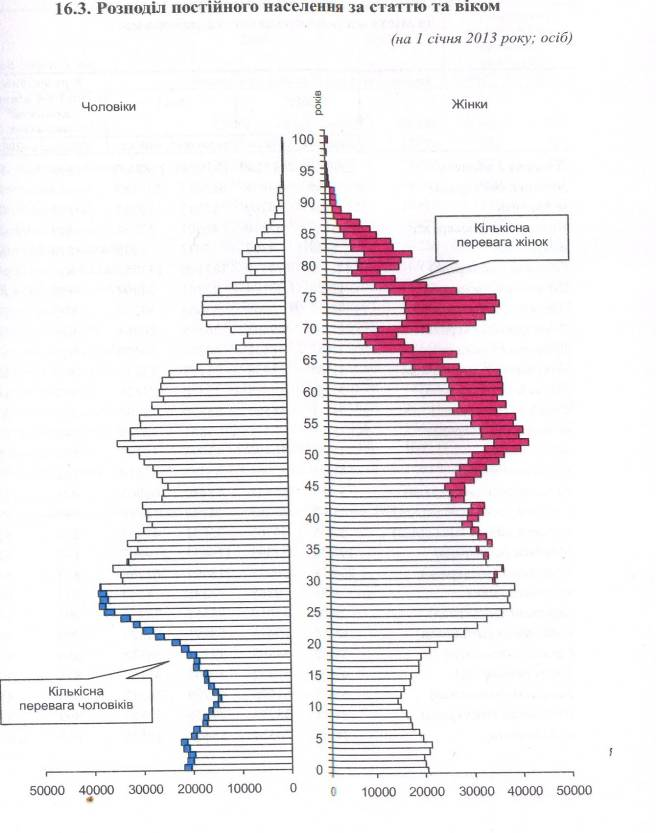 16.3. Розподіл постійного населення за статтю та віком
(на 1 січня 2013 року; осіб)
Чоловіки
років
Жінки
100
95
90
85
80
75
70
65
60
55
50
45
40
35
30
25
20
15
10
5
0
Кількісна
перевага жінок
Кількісна
перевага чоловіків
50000 40000 30000 20000 10000 0
0 10000 20000 30000 40000 50000